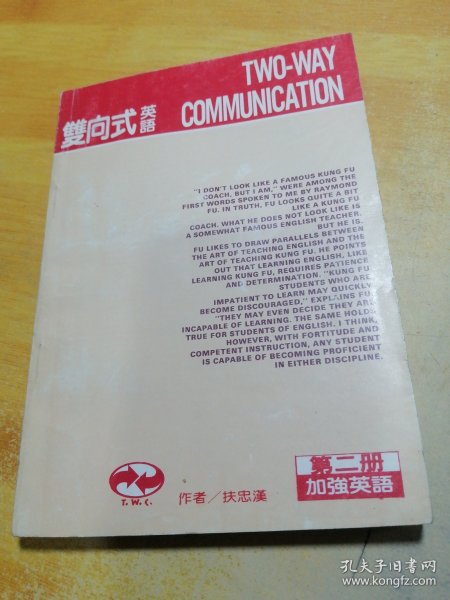 TWO-WAY
COMMUNICATION
雙向式 英語
"I DON'T LOOK LIKE A FAMOUS KUNG FU
COACH, BUT I AM," WERE AMONG THE
FIRST WORDS SPOKEN TO ME BY RAYMOND
FU. IN TRUTH, FU LOOKS QUITE A BIT
LIKE A KUNG FU
COACH. WHAT HE DOES NOT LOOK LIKE IS
A SOMEWHAT FAMOUS ENGLISH TEACHER.
BUT HE IS.
FU LIKES TO DRAW PARALLELS BETWEEN
THE ART OF TEACHING ENGLISH AND THE
ART OF TEACHING KUNG FU. HE POINTS
OUT THAT LEARNING ENGLISH, LIKE
LEARNING KUNG FU, REQUIRES PATIENCE
AND DETERMINATION. "KUNG FU
STUDENTS WHO ARE
IMPATIENT TO LEARN MAY QUICKLY
BECOME DISCOURAGED," EXPLAINS FU.
"THEY MAY EVEN DECIDE THEY ARE
INCAPABLE OF LEARNING. THE SAME HOLDS
TRUE FOR STUDENTS OF ENGLISH. I THINK,
HOWEVER, WITH FORTITUDE AND
COMPETENT INSTRUCTION, ANY STUDENT
IS CAPABLE OF BECOMING PROFICIENT
IN EITHER DISCIPLINE.
T.W.C.
作者／扶忠漢
第二册
加強英語
孔夫子旧书网
www.kongfz.com